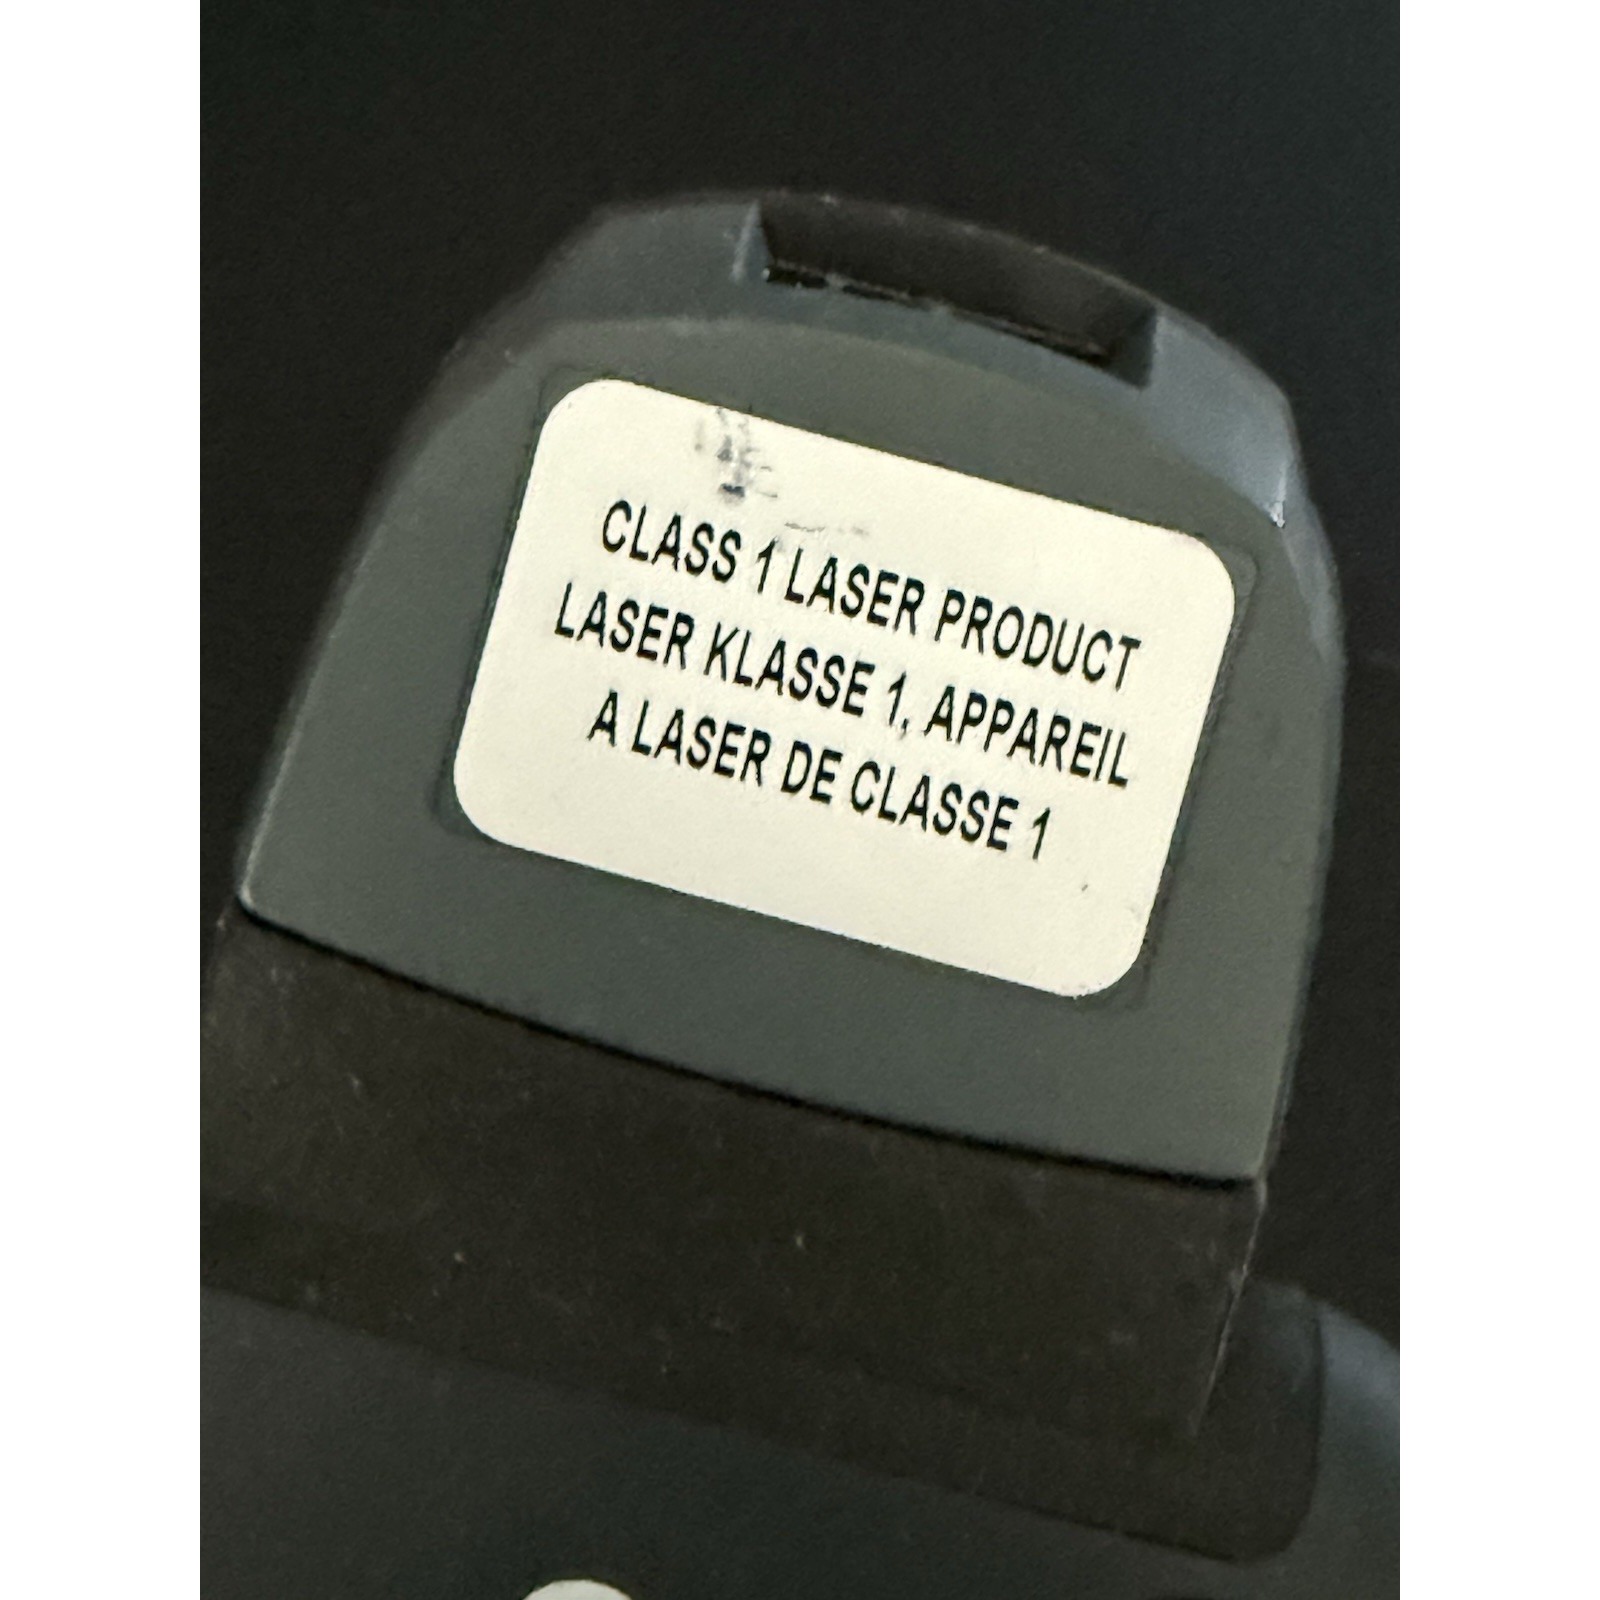 CLASS 1 LASER PRODUCT
LASER KLASSE 1, APPAREIL
A LASER DE CLASSE 1